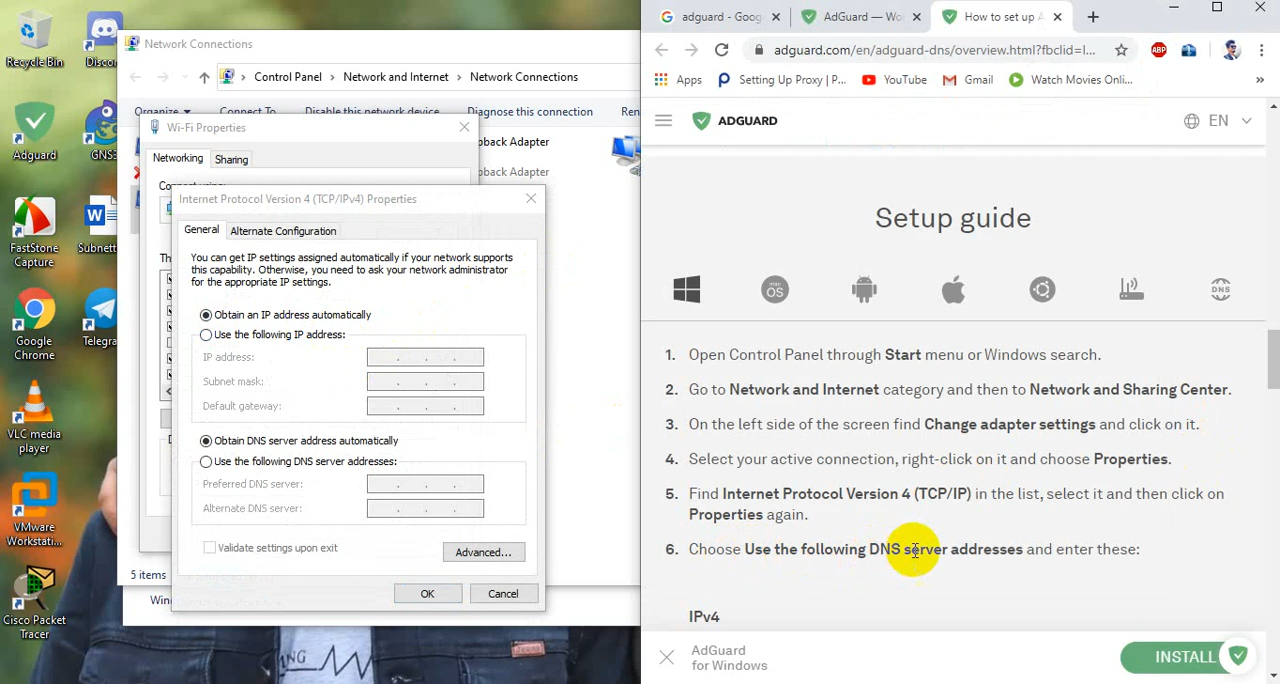 Recycle Bin
Discor
Adguard
GNS3
FastStone
Capture
Subnett
Google
Chrome
Telegra
VLC media
player
VMware
Workstati...
Cisco Packet
Tracer
Network Connections
Control Panel > Network and Internet > Network Connections
Organize
Connect To
Disable this network device
Diagnose this connection
Ren
pback Adapter
pback Adapter
5 items
Wi-Fi Properties
Networking
Sharing
Internet Protocol Version 4 (TCP/IPv4) Properties
General
Alternate Configuration
You can get IP settings assigned automatically if your network supports
this capability. Otherwise, you need to ask your network administrator
for the appropriate IP settings.
Obtain an IP address automatically
Use the following IP address:
IP address:
Subnet mask:
Default gateway:
Obtain DNS server address automatically
Use the following DNS server addresses:
Preferred DNS server:
Alternate DNS server:
Validate settings upon exit
Advanced...
OK
Cancel
adguard - Goog
AdGuard — Wo
How to set up A
adguard.com/en/adguard-dns/overview.html?fbclid=I...
ABP
Apps
Setting Up Proxy | P...
YouTube
Gmail
Watch Movies Onli...
ADGUARD
EN
Setup guide
mac
OS
DNS
1. Open Control Panel through Start menu or Windows search.
2. Go to Network and Internet category and then to Network and Sharing Center.
3. On the left side of the screen find Change adapter settings and click on it.
4. Select your active connection, right-click on it and choose Properties.
5. Find Internet Protocol Version 4 (TCP/IP) in the list, select it and then click on
Properties again.
6. Choose Use the following DNS server addresses and enter these:
IPv4
AdGuard
for Windows
INSTALL